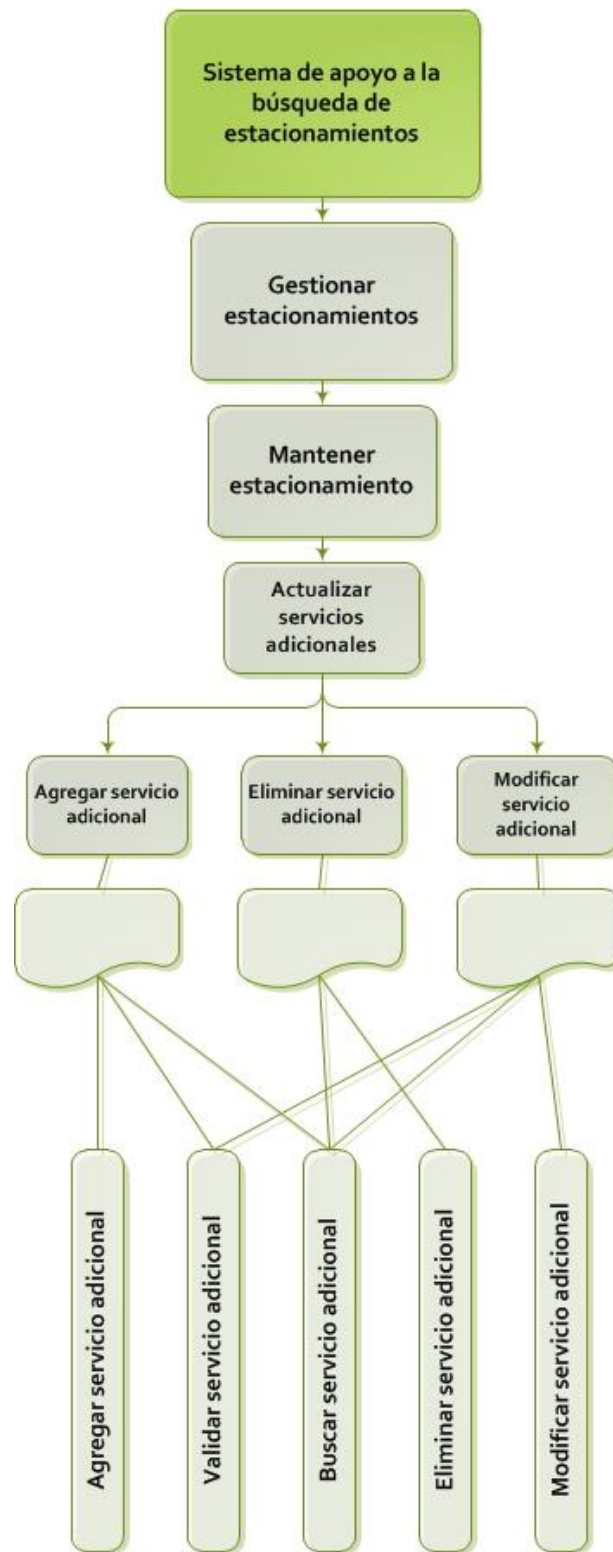 Sistema de apoyo a la
búsqueda de
estacionamientos
Gestionar
estacionamientos
Mantener
estacionamiento
Actualizar
servicios
adicionales
Agregar servicio
adicional
Eliminar servicio
adicional
Modificar
servicio
adicional
Agregar servicio adicional
Validar servicio adicional
Buscar servicio adicional
Eliminar servicio adicional
Modificar servicio adicional